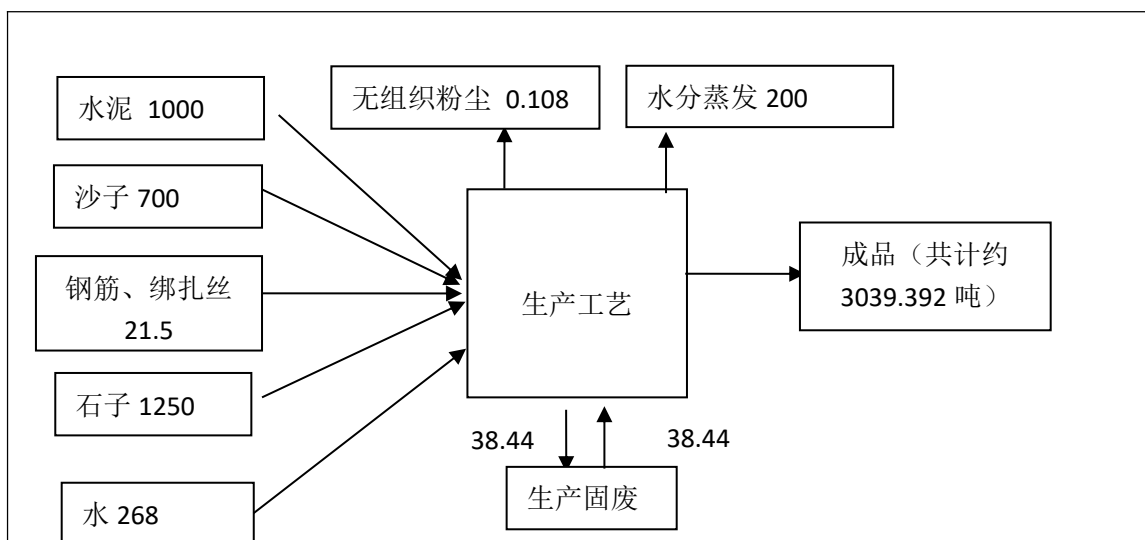 水泥 1000
无组织粉尘 0.108
水分蒸发 200
沙子 700
钢筋、绑扎丝
21.5
生产工艺
成品（共计约
3039.392 吨）
石子 1250
38.44
38.44
生产固废
水 268